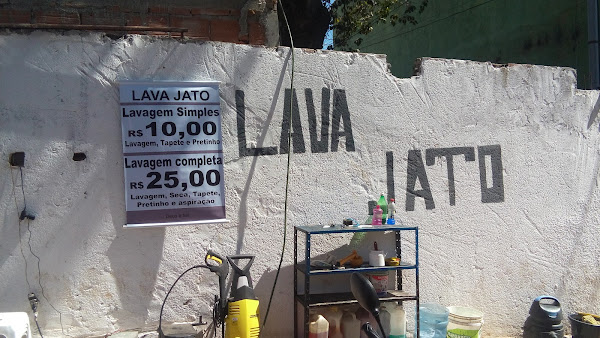 LAVA JATO
Lavagem Simples
R$ 10,00
Lavagem, Tapete e Pretinho
Lavagem completa
R$ 25,00
Lavagem, Seca, Tapete,
Pretinho e aspiração
LAVA
JATO